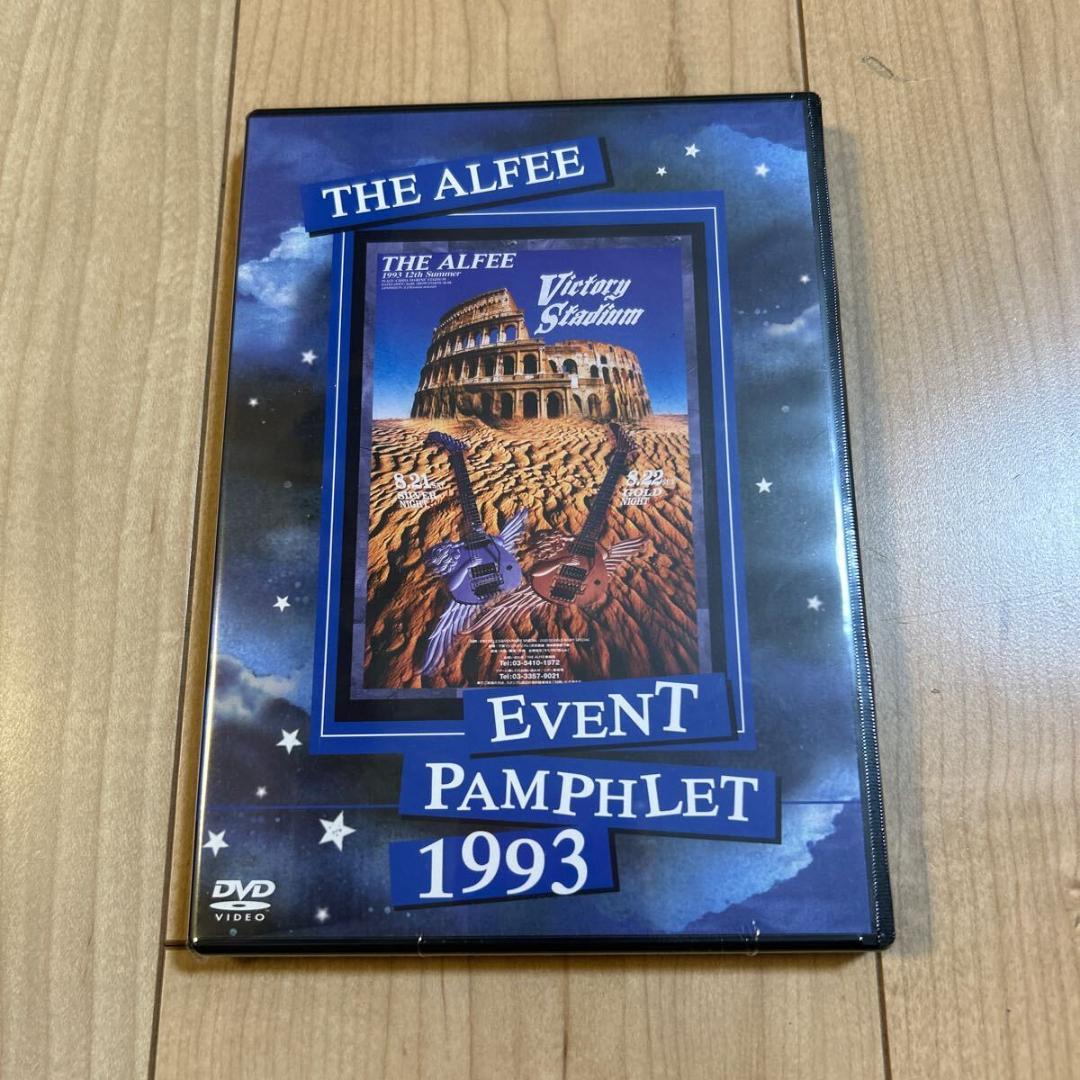 THE ALFEE
THE ALFEE
1993 12th Summer
Victory
Stadium
8.21 SAT
SILVER
NIGHT
8.22
GOLD
NIGHT
Tel:03-5410-1972
Tel:03-3357-9021
EVENT
PAMPHLET
1993
DVD
VIDEO